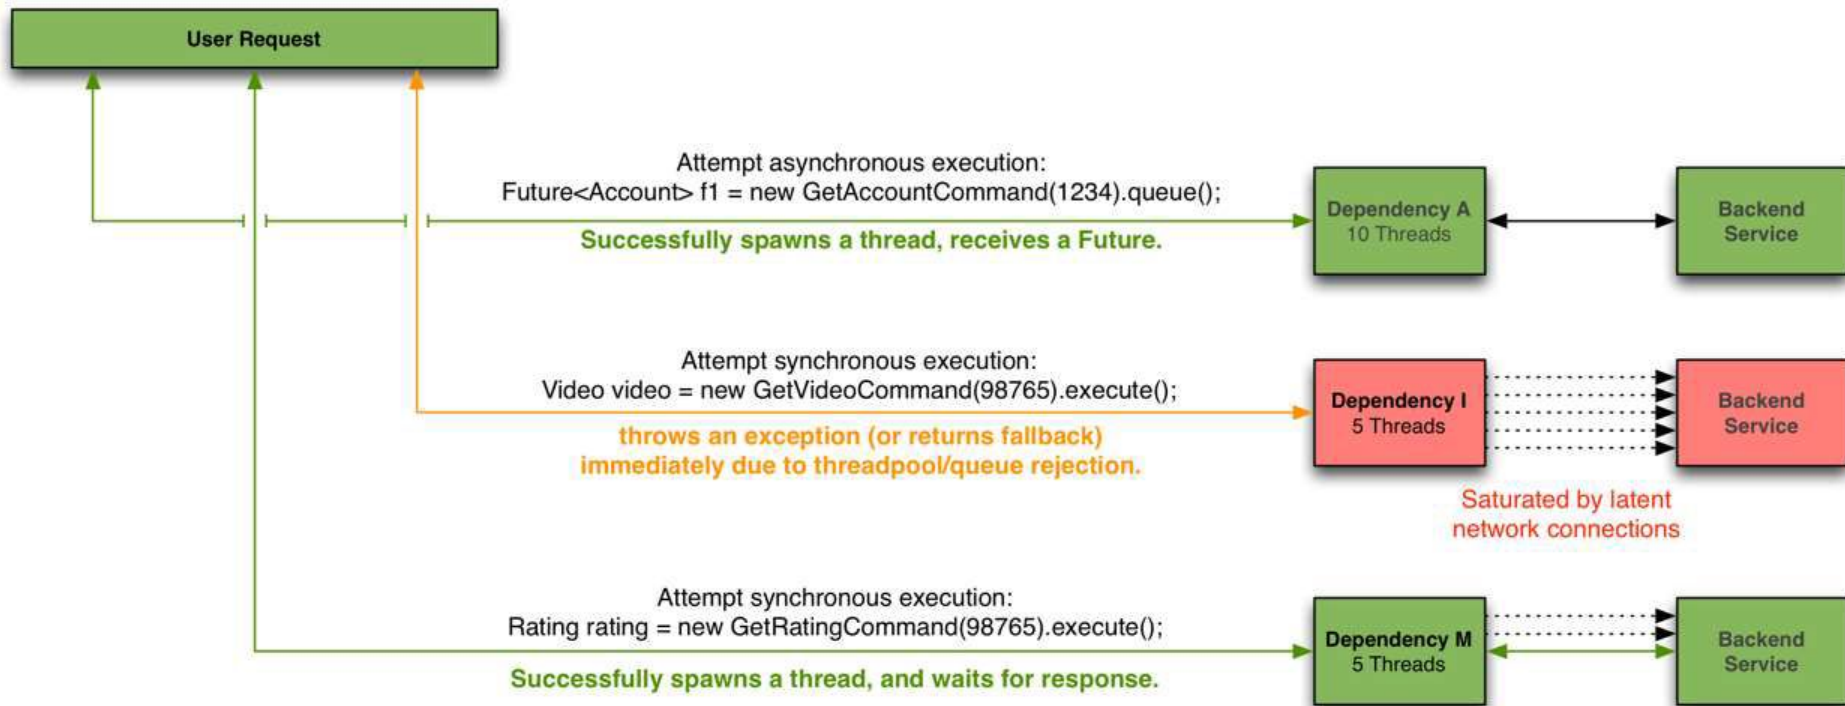 User Request
Attempt asynchronous execution:
Future<Account> f1 = new GetAccountCommand(1234).queue();
Successfully spawns a thread, receives a Future.
Dependency A
10 Threads
Backend
Service
Attempt synchronous execution:
Video video = new GetVideoCommand(98765).execute();
throws an exception (or returns fallback)
immediately due to threadpool/queue rejection.
Dependency I
5 Threads
Backend
Service
Saturated by latent
network connections
Attempt synchronous execution:
Rating rating = new GetRatingCommand(98765).execute();
Successfully spawns a thread, and waits for response.
Dependency M
5 Threads
Backend
Service